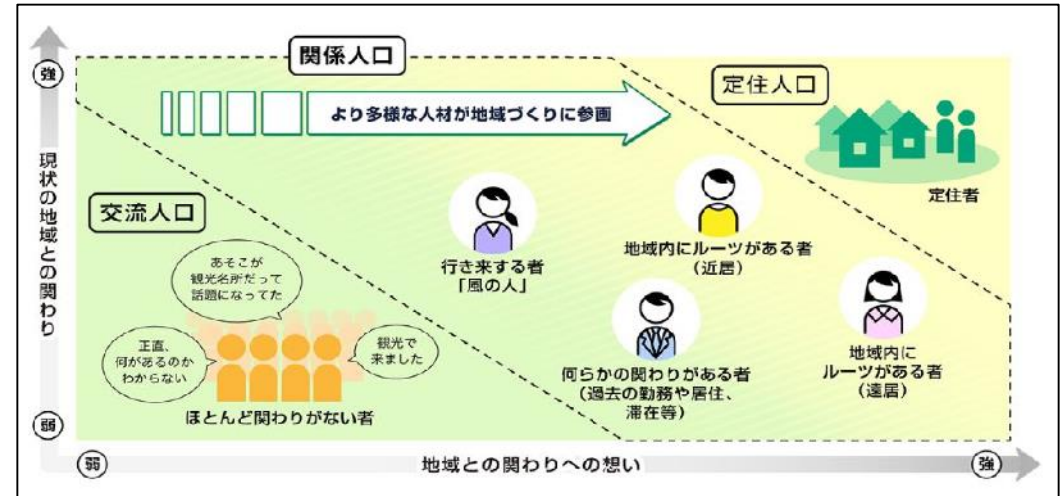 関係人口
強
より多様な人材が地域づくりに参画
定住人口
定住者
現状の地域との関わり
交流人口
あそこが
観光名所だって
話題になってた
正直、
何があるのか
わからない
観光で
来ました
ほとんど関わりがない者
行き来する者
「風の人」
地域内にルーツがある者
（近居）
何らかの関わりがある者
（過去の勤務や居住、
滞在等）
地域内に
ルーツがある者
（遠居）
弱
弱
地域との関わりへの想い
強